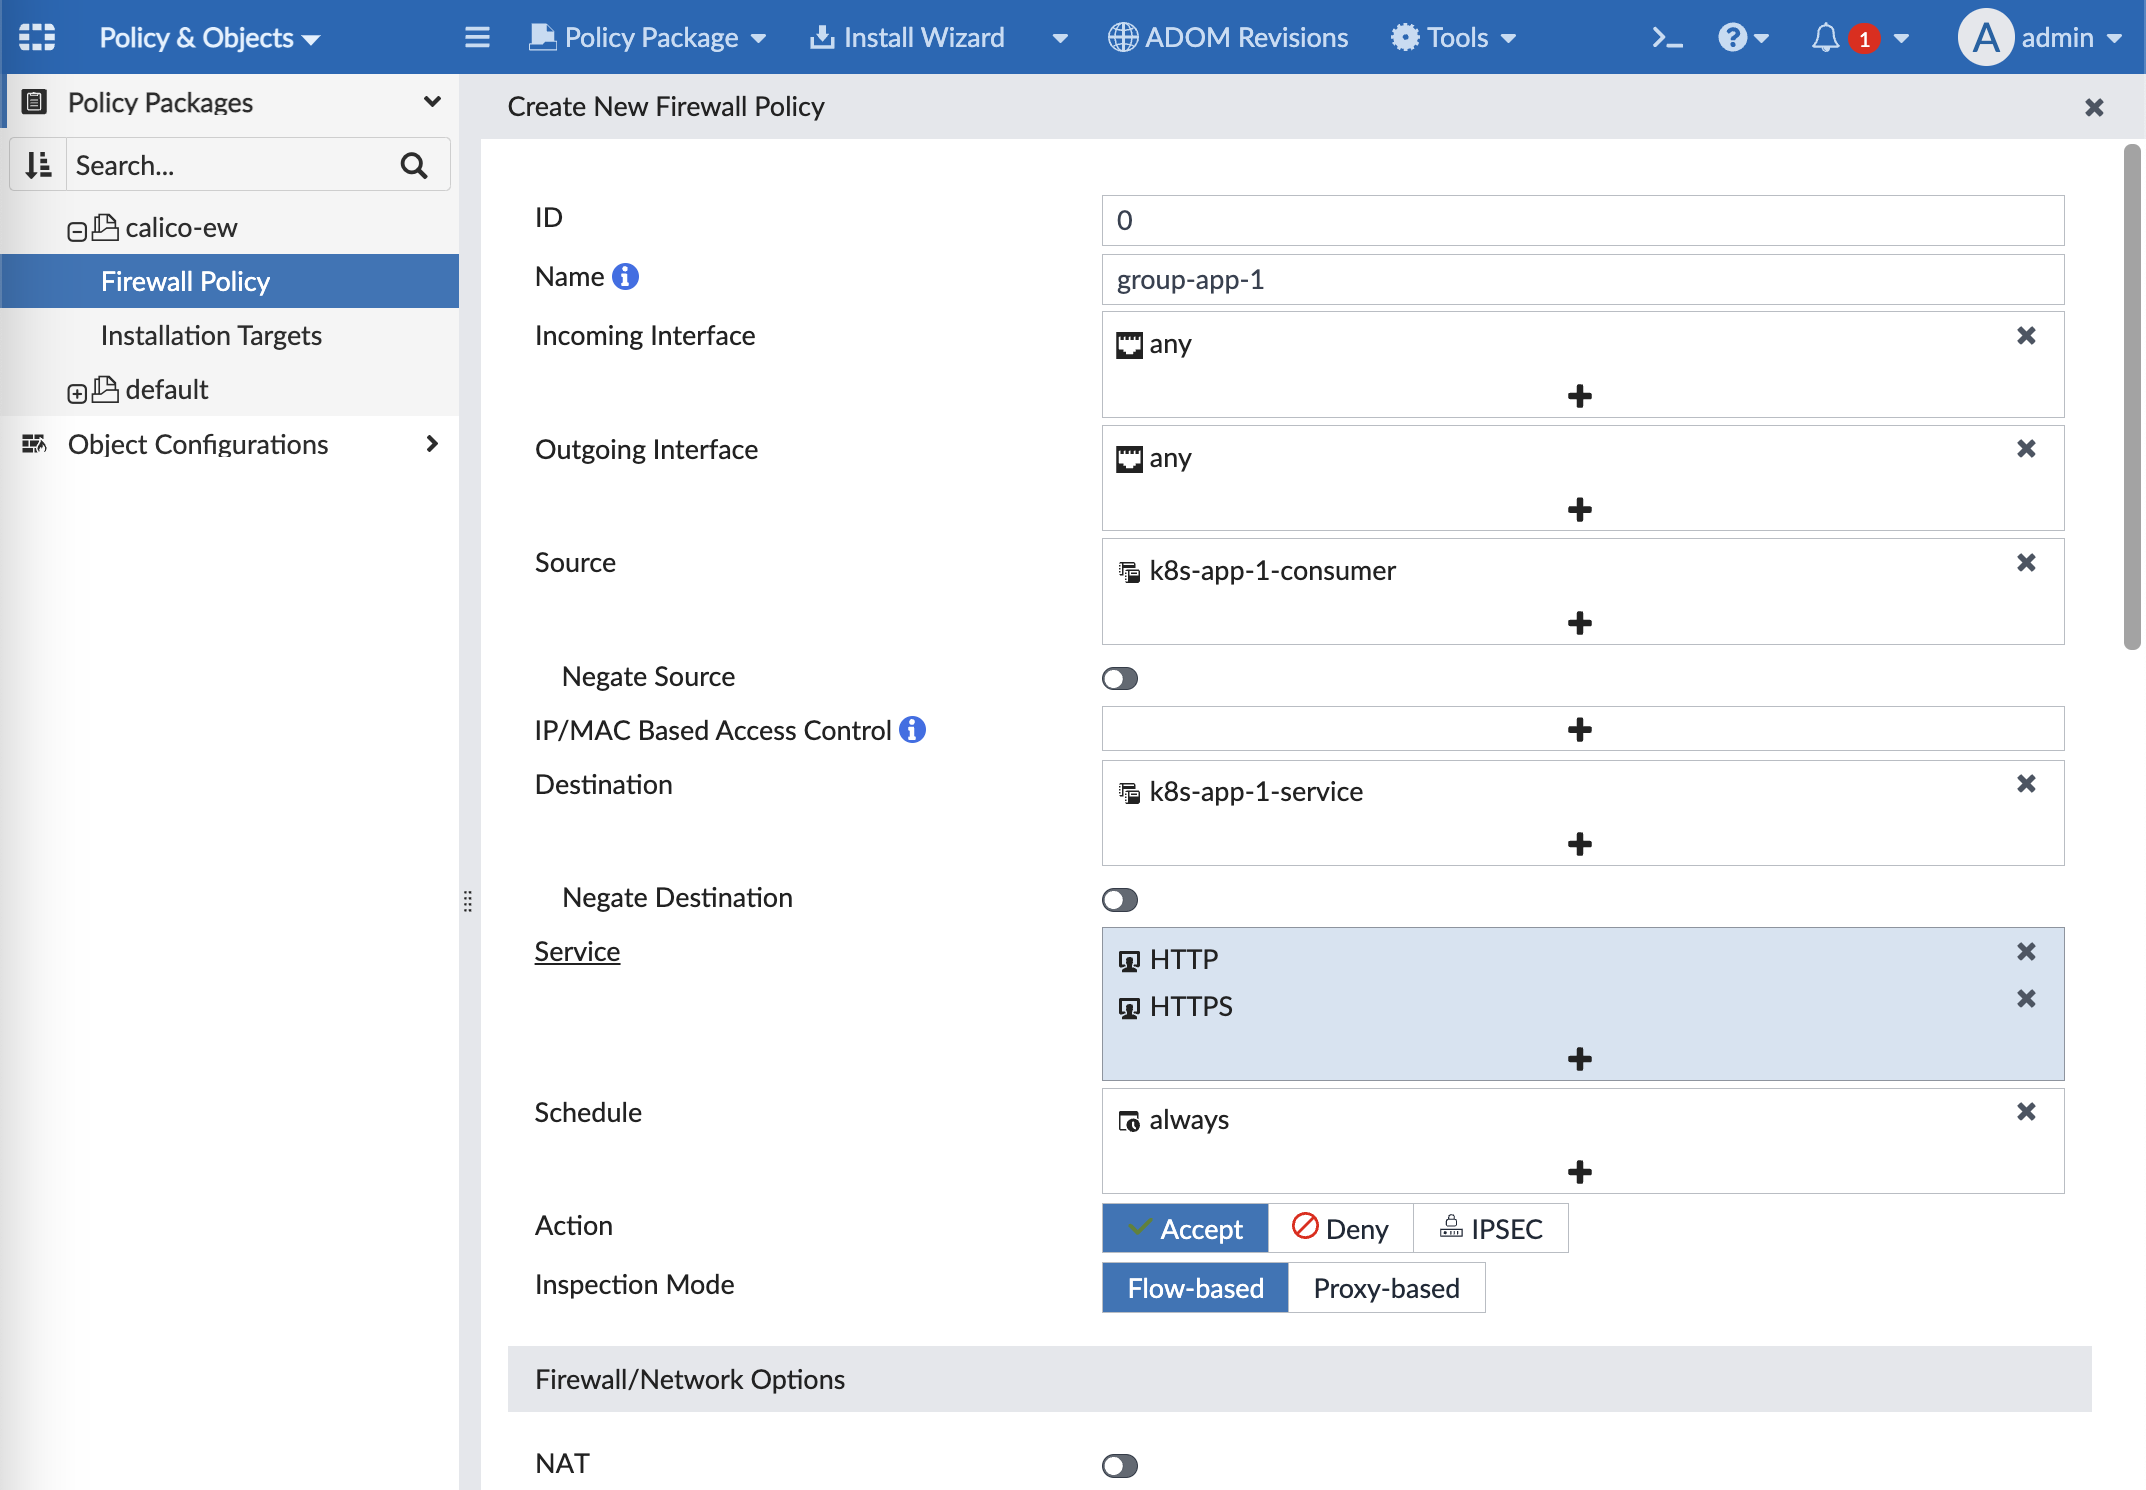 Policy & Objects
Policy Package
Install Wizard
ADOM Revisions
Tools
>_
?
1
A
admin
Policy Packages
Search...
calico-ew
Firewall Policy
Installation Targets
default
Object Configurations
Create New Firewall Policy
ID
0
Name
group-app-1
Incoming Interface
any
Outgoing Interface
any
Source
k8s-app-1-consumer
Negate Source
IP/MAC Based Access Control
Destination
k8s-app-1-service
Negate Destination
Service
HTTP
HTTPS
Schedule
always
Action
Accept
Deny
IPSEC
Inspection Mode
Flow-based
Proxy-based
Firewall/Network Options
NAT